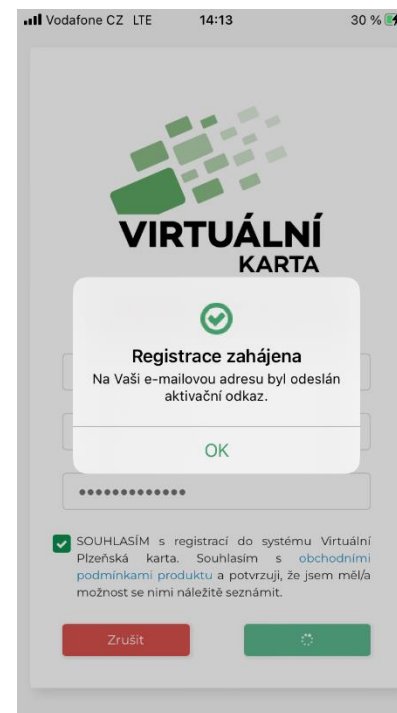 Vodafone CZ LTE 14:13 30 %
VIRTUÁLNÍ
KARTA
Registrace zahájena
Na Vaši e-mailovou adresu byl odeslán
aktivační odkaz.
OK
•••••••••••••
SOUHLASÍM s registrací do systému Virtuální
Plzeňská karta. Souhlasím s obchodními
podmínkami produktu a potvrzuji, že jsem měl/a
možnost se nimi náležitě seznámit.
Zrušit